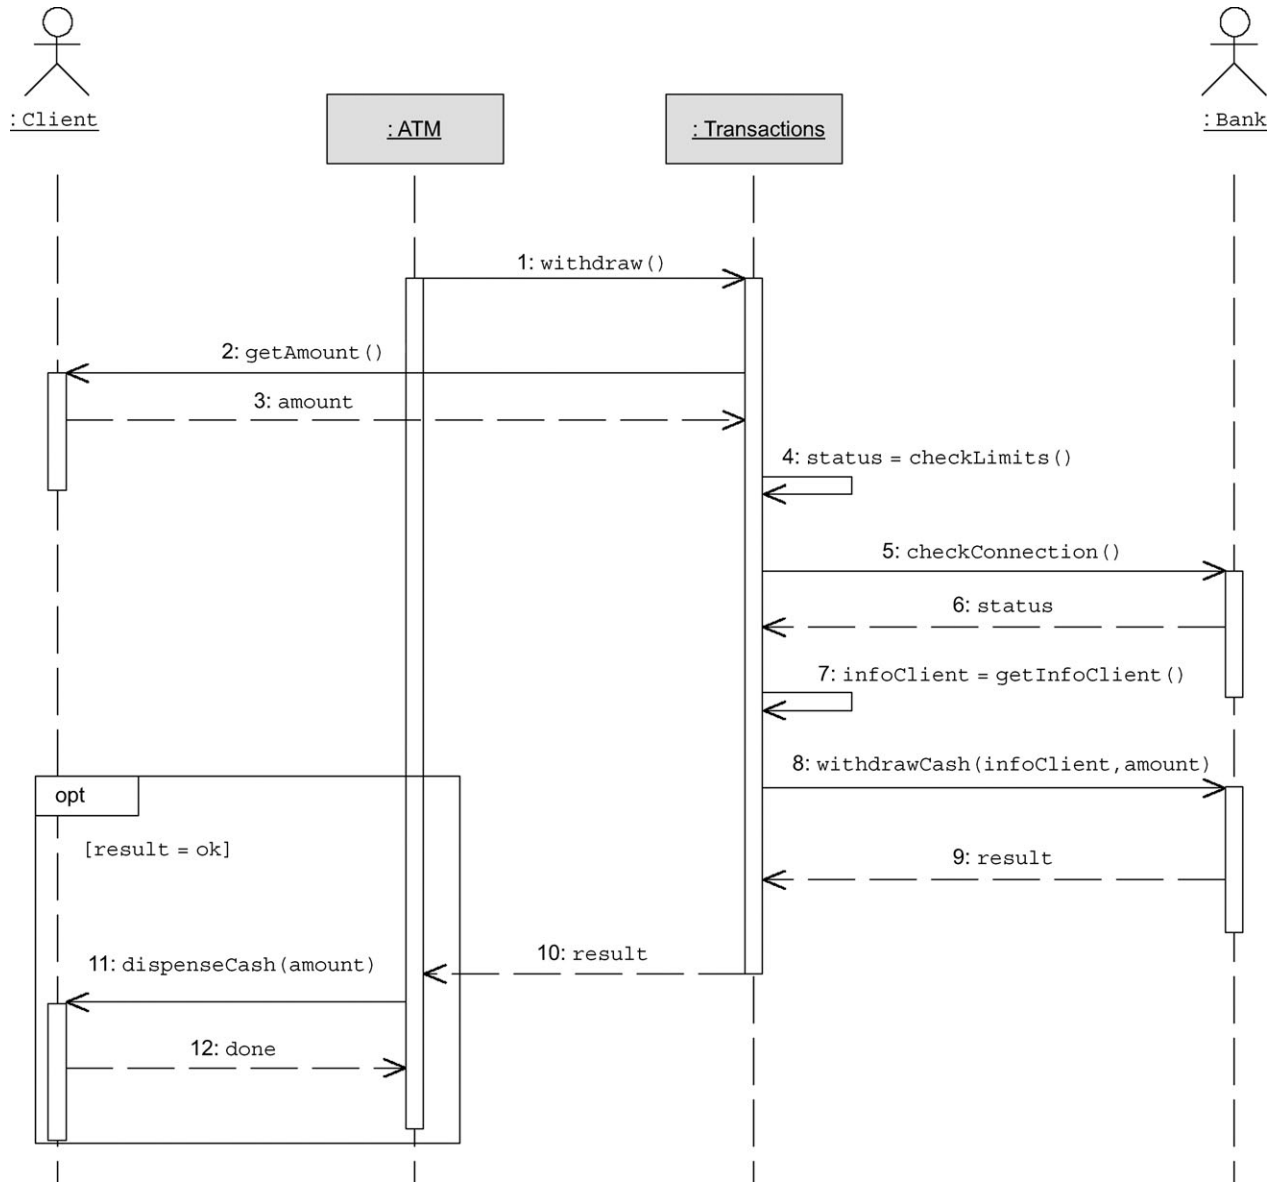 : Client
: ATM
: Transactions
: Bank
1: withdraw()
2: getAmount()
3: amount
4: status = checkLimits()
5: checkConnection()
6: status
7: infoClient = getInfoClient()
8: withdrawCash(infoClient,amount)
opt
[result = ok]
9: result
10: result
11: dispenseCash(amount)
12: done